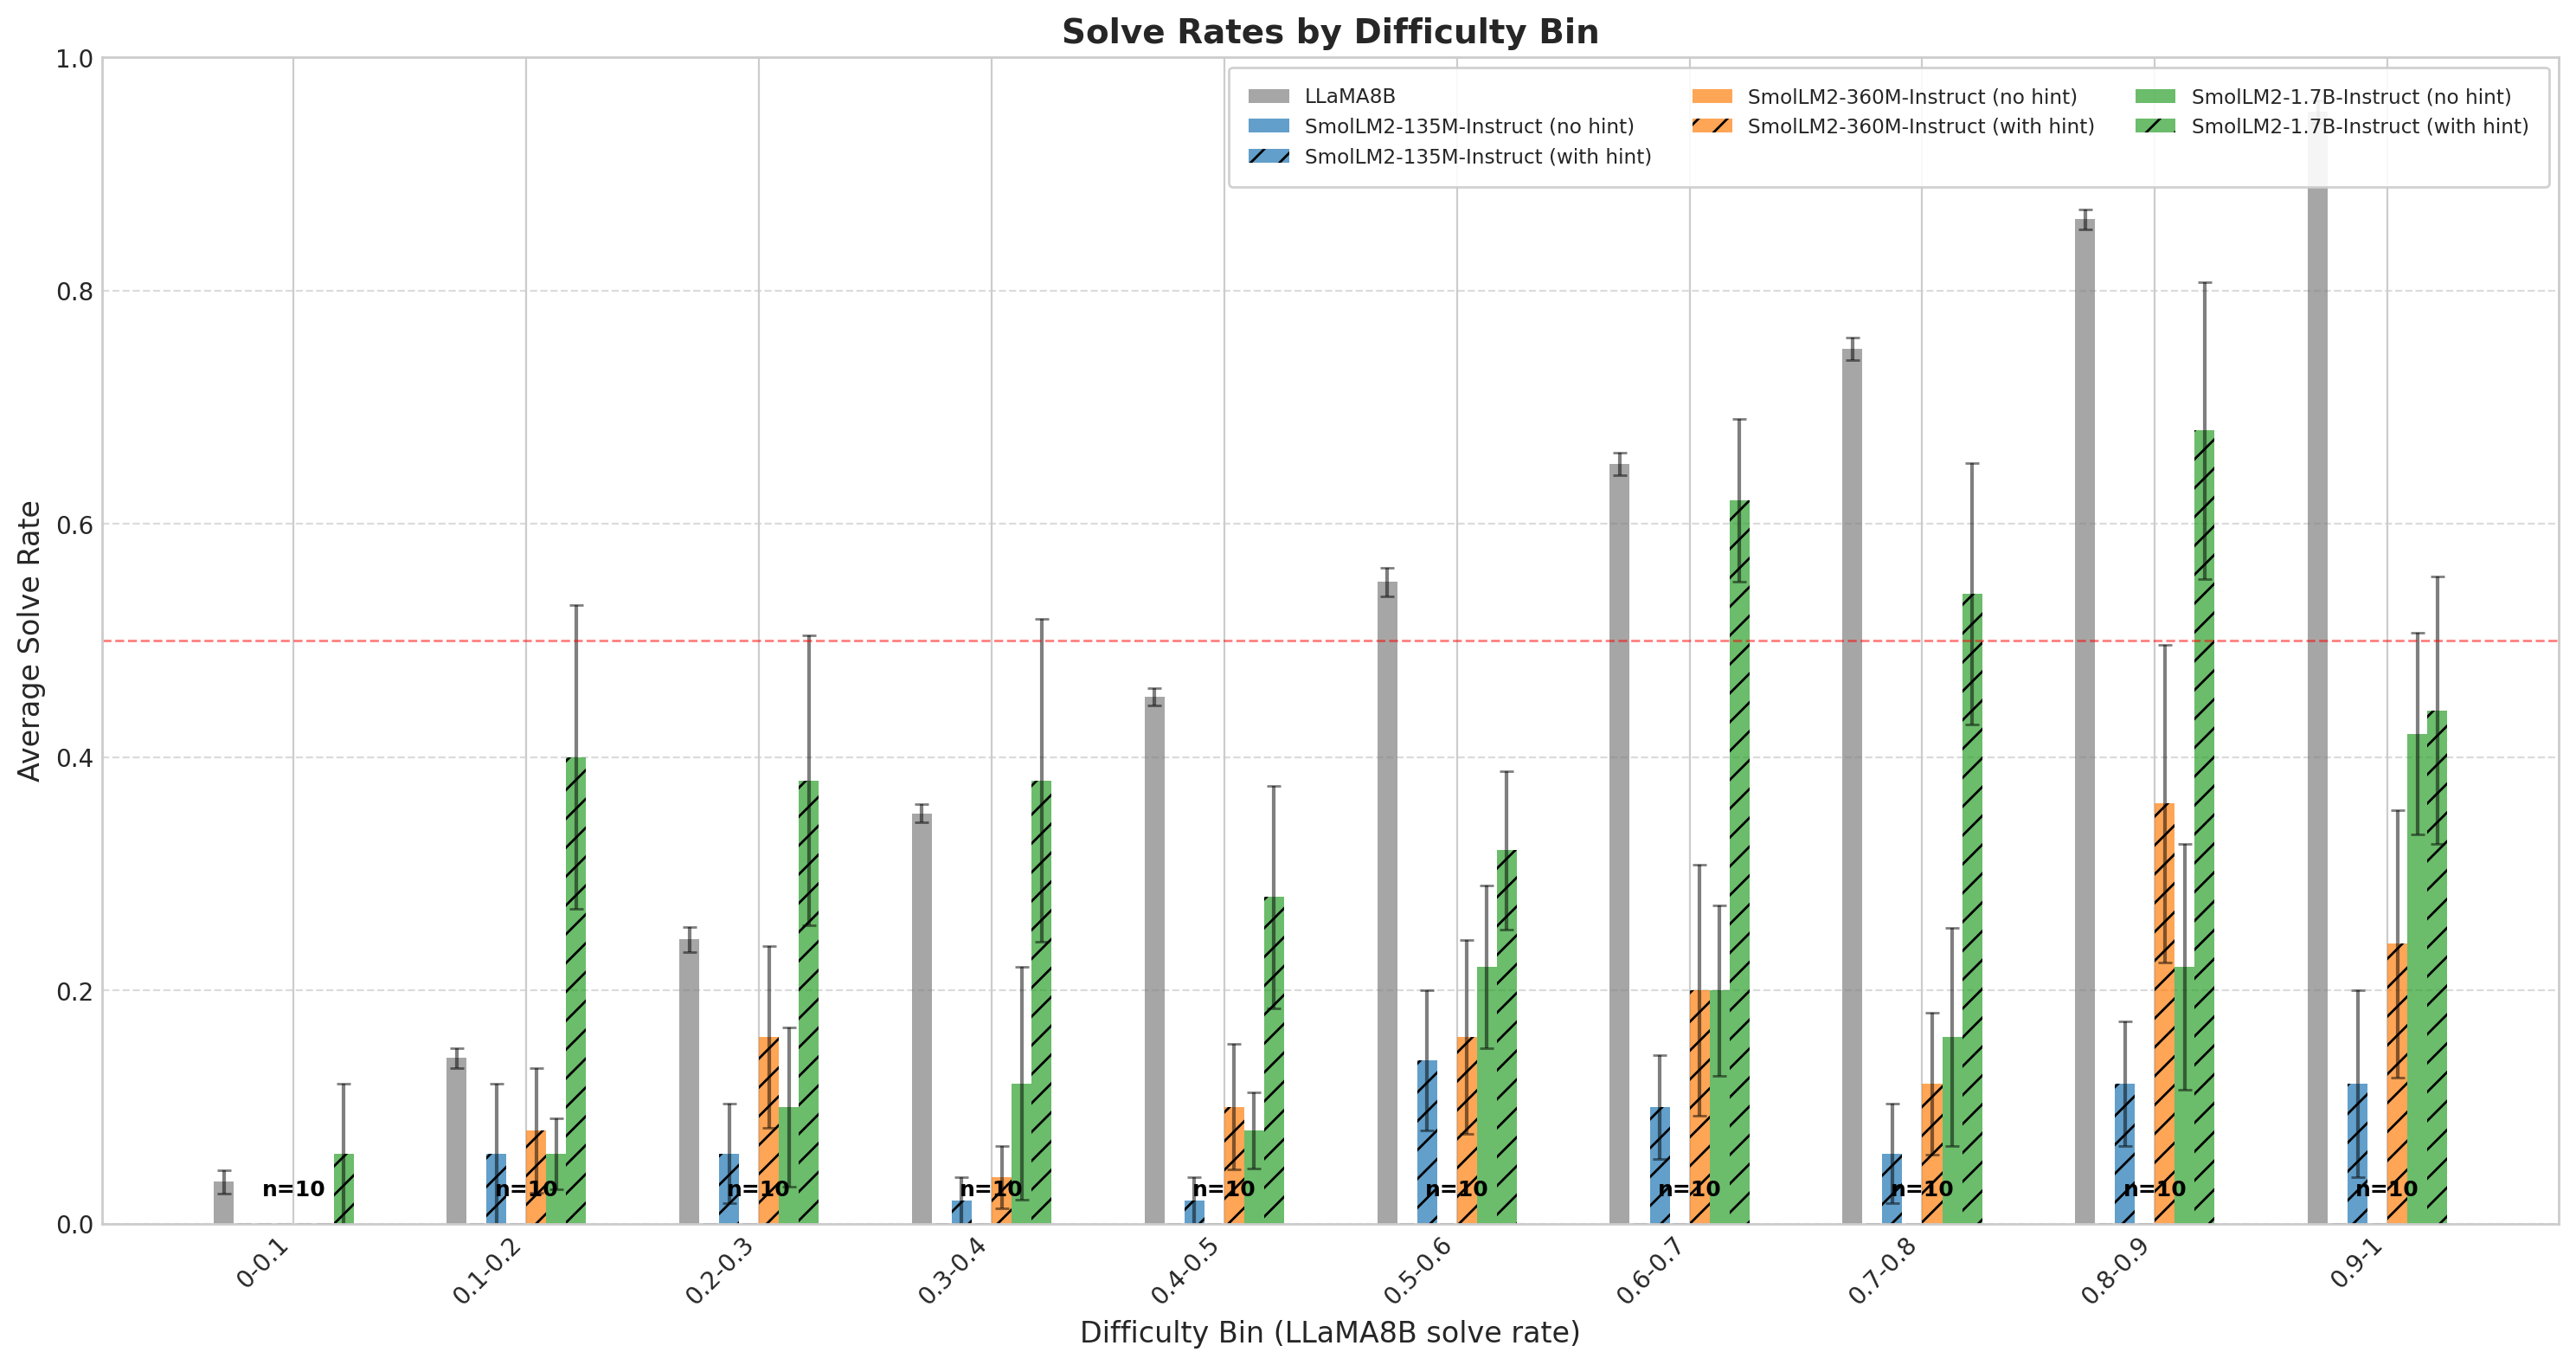 Solve Rates by Difficulty Bin
LLaMA8B
SmolLM2-135M-Instruct (no hint)
SmolLM2-135M-Instruct (with hint)
SmolLM2-360M-Instruct (no hint)
SmolLM2-360M-Instruct (with hint)
SmolLM2-1.7B-Instruct (no hint)
SmolLM2-1.7B-Instruct (with hint)
Average Solve Rate
1.0
0.8
0.6
0.4
0.2
0.0
n=10
n=10
n=10
n=10
n=10
n=10
n=10
n=10
n=10
n=10
0-0.1
0.1-0.2
0.2-0.3
0.3-0.4
0.4-0.5
0.5-0.6
0.6-0.7
0.7-0.8
0.8-0.9
0.9-1
Difficulty Bin (LLaMA8B solve rate)